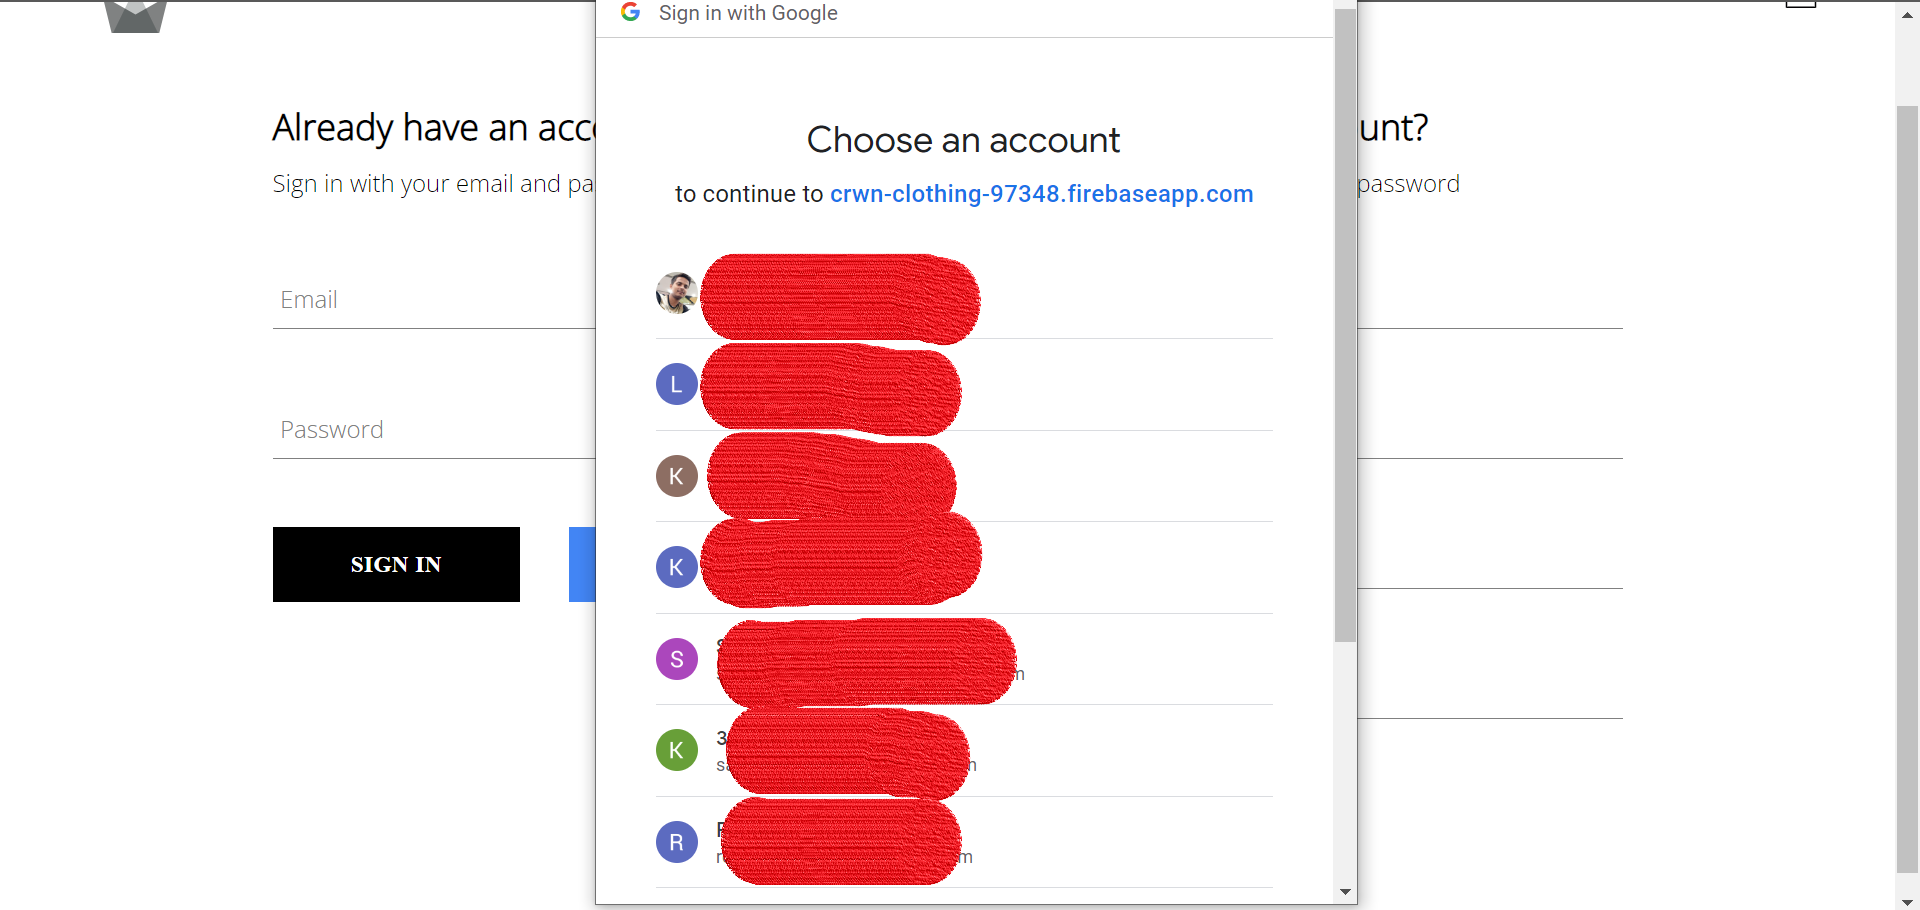 Sign in with Google
Already have an acc
unt?
Sign in with your email and pa
password
Choose an account
to continue to crwn-clothing-97348.firebaseapp.com
Email
Password
SIGN IN
L
K
K
S
n
K
3
s
n
R
m